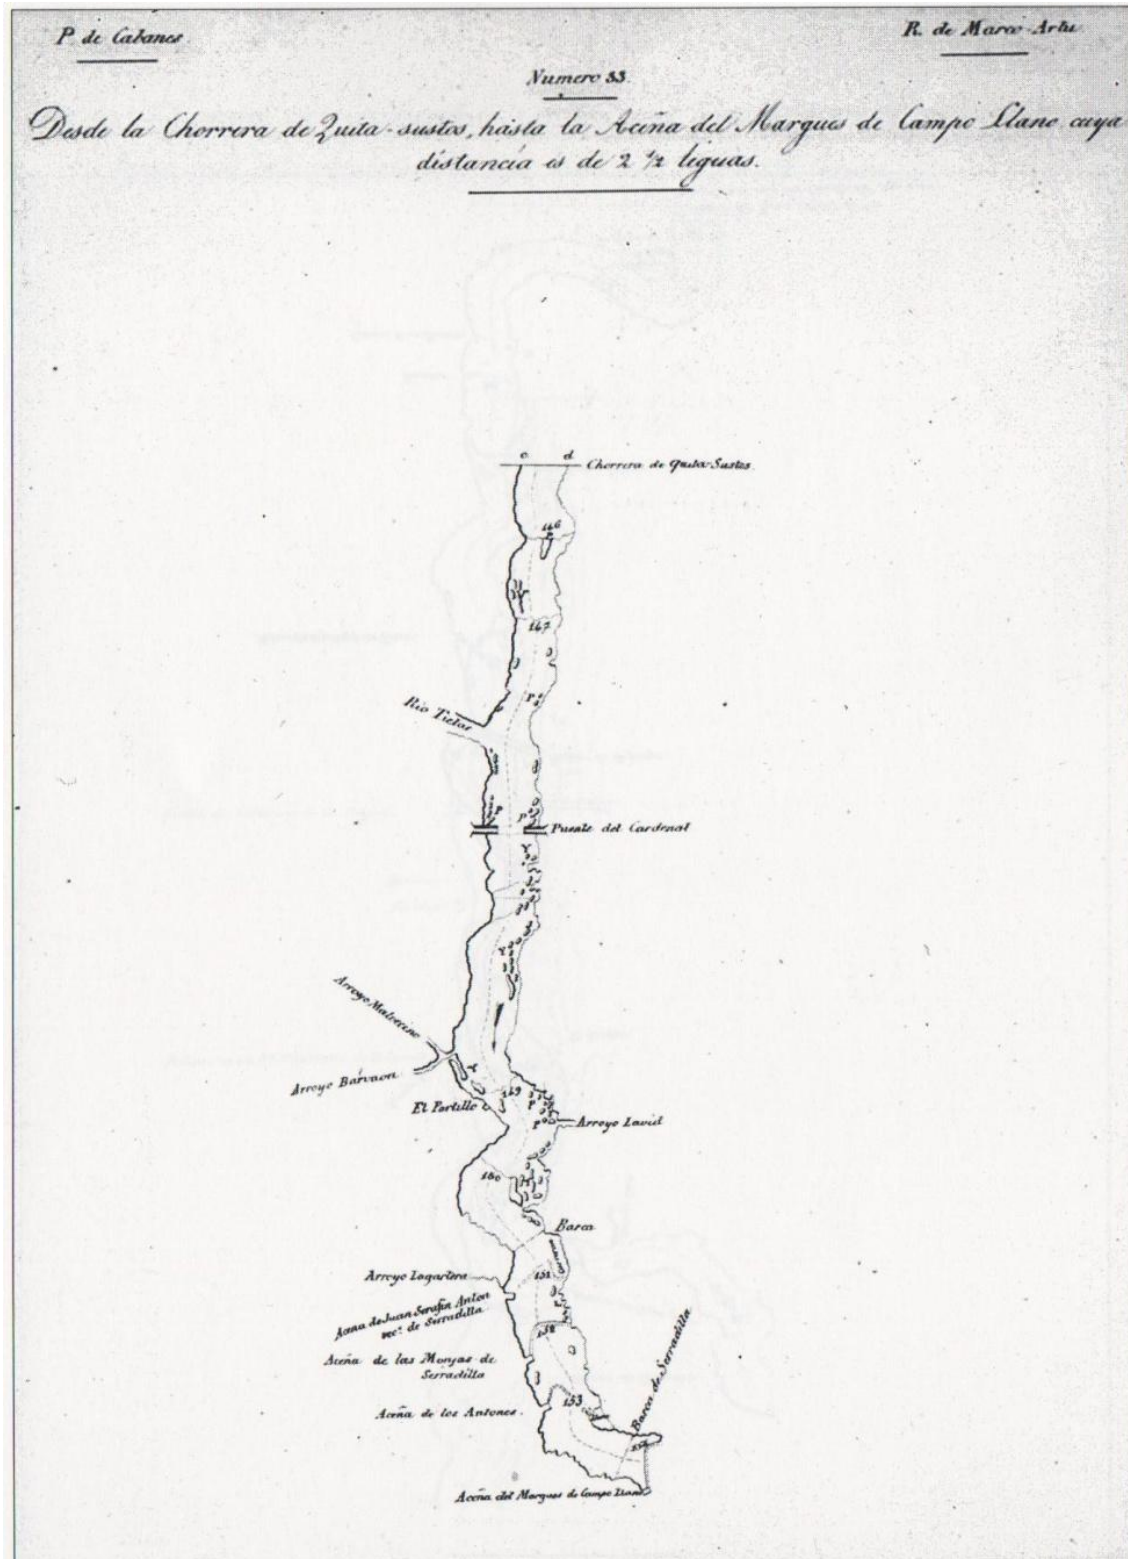 P. de Cabanes.
R. de Marco-Artu
Numero 33.
Desde la Chorrera de Quita-sustos, hasta la Aceña del Marques de Campo Llano cuya
distancia es de 2 1/2 liguas.
c d
Chorrera de Quita-Sustos.
146
147
P
Rio Tietar
P
P
Puente del Cardenal
Arroyo Malvecino
Arroyo Barvaon
149
El Portillo
P
P
Arroyo Lavid
150
Barca
151
Arroyo Lagartera
Aceña de Juan Serafin Anton
vecº. de Serradilla
152
Aceña de las Monjas de
Serradilla
Barca de Serradilla
153
Aceña de los Antones.
Aceña del Marques de Campo Llano